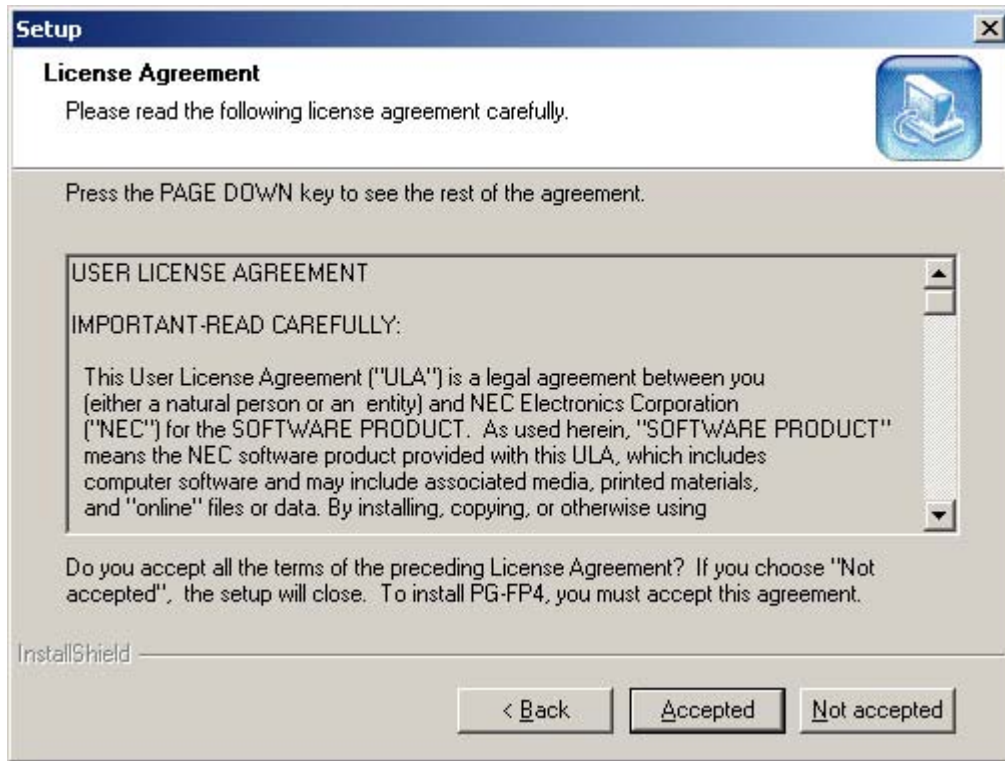 Setup
License Agreement
Please read the following license agreement carefully.
Press the PAGE DOWN key to see the rest of the agreement.
USER LICENSE AGREEMENT
IMPORTANT-READ CAREFULLY:
This User License Agreement ("ULA") is a legal agreement between you
(either a natural person or an  entity) and NEC Electronics Corporation
("NEC") for the SOFTWARE PRODUCT.  As used herein, "SOFTWARE PRODUCT"
means the NEC software product provided with this ULA, which includes
computer software and may include associated media, printed materials,
and "online" files or data. By installing, copying, or otherwise using
Do you accept all the terms of the preceding License Agreement?  If you choose "Not
accepted",  the setup will close.  To install PG-FP4, you must accept this agreement.
InstallShield
< Back
Accepted
Not accepted